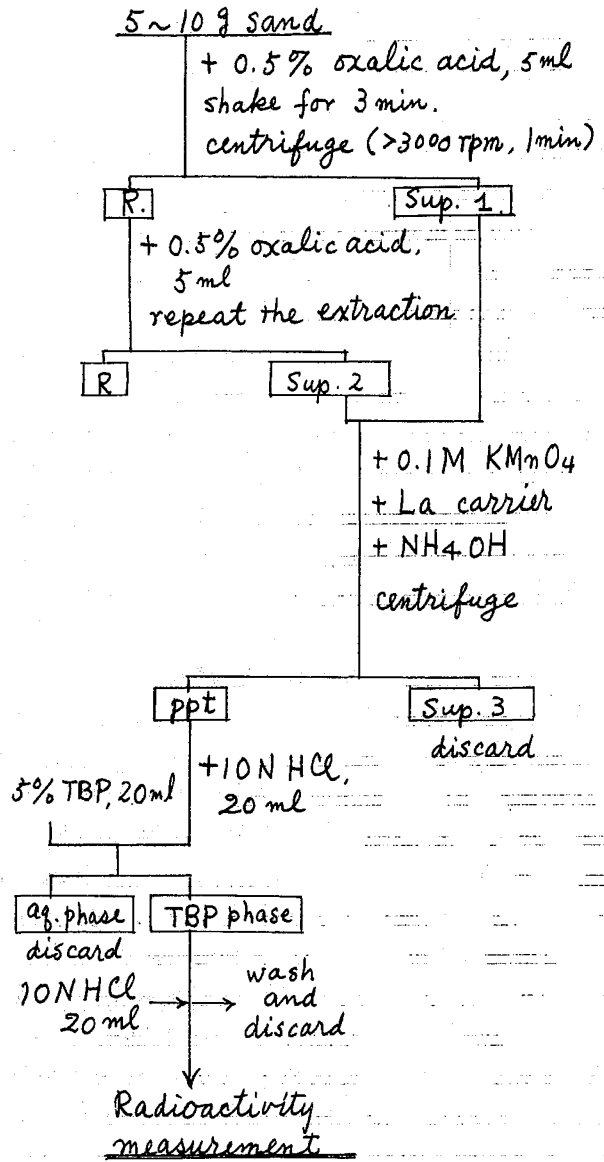 5~10 g sand
+ 0.5% oxalic acid, 5ml
shake for 3 min.
centrifuge (>3000 rpm, 1min)
R.
Sup. 1.
+ 0.5% oxalic acid,
5 ml
repeat the extraction
R
Sup. 2
+ 0.1M KMnO4
+ La carrier
+ NH4OH
centrifuge
ppt
Sup. 3
discard
+10N HCl,
20 ml
5% TBP, 20ml
aq. phase
TBP phase
discard
10N HCl
20 ml
wash
and
discard
Radioactivity
measurement